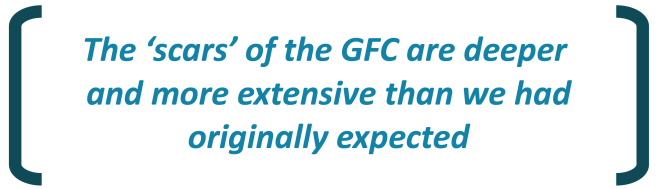 The ‘scars’ of the GFC are deeper
and more extensive than we had
originally expected